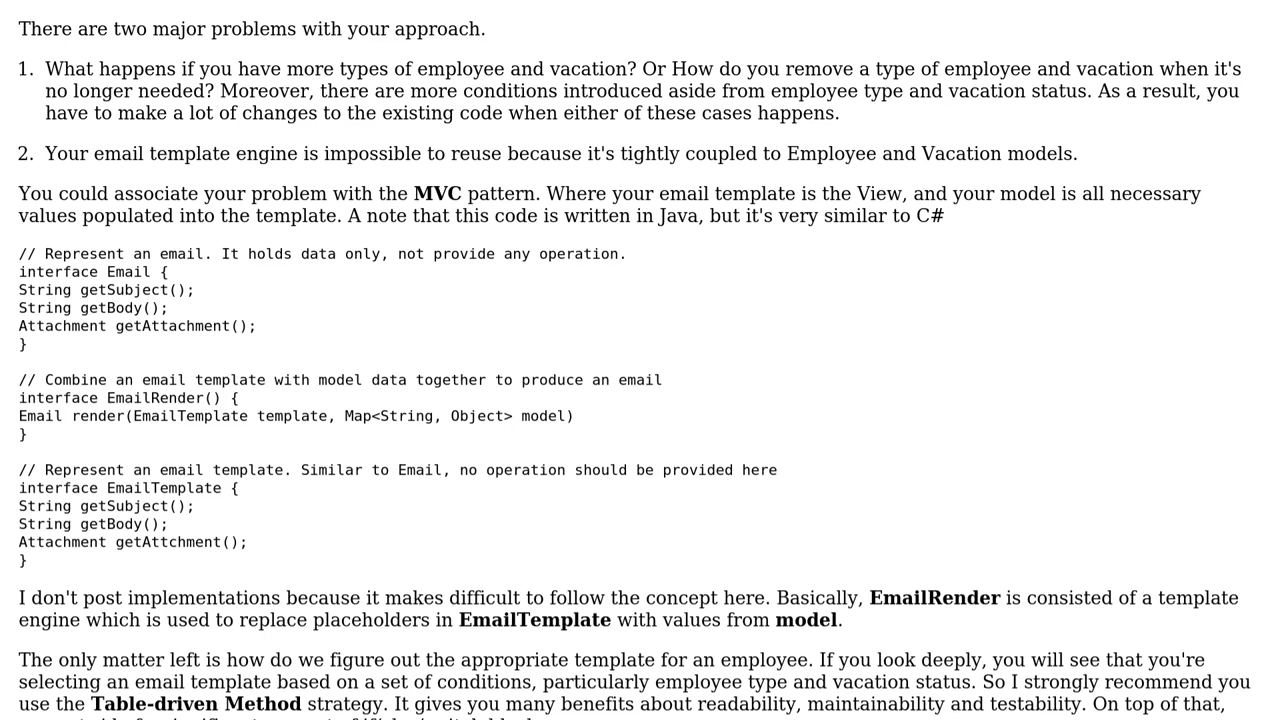 There are two major problems with your approach.
1. What happens if you have more types of employee and vacation? Or How do you remove a type of employee and vacation when it's
no longer needed? Moreover, there are more conditions introduced aside from employee type and vacation status. As a result, you
have to make a lot of changes to the existing code when either of these cases happens.
2. Your email template engine is impossible to reuse because it's tightly coupled to Employee and Vacation models.
You could associate your problem with the MVC pattern. Where your email template is the View, and your model is all necessary
values populated into the template. A note that this code is written in Java, but it's very similar to C#
// Represent an email. It holds data only, not provide any operation.
interface Email {
String getSubject();
String getBody();
Attachment getAttachment();
}
// Combine an email template with model data together to produce an email
interface EmailRender() {
Email render(EmailTemplate template, Map<String, Object> model)
}
// Represent an email template. Similar to Email, no operation should be provided here
interface EmailTemplate {
String getSubject();
String getBody();
Attachment getAttchment();
}
I don't post implementations because it makes difficult to follow the concept here. Basically, EmailRender is consisted of a template
engine which is used to replace placeholders in EmailTemplate with values from model.
The only matter left is how do we figure out the appropriate template for an employee. If you look deeply, you will see that you're
selecting an email template based on a set of conditions, particularly employee type and vacation status. So I strongly recommend you
use the Table-driven Method strategy. It gives you many benefits about readability, maintainability and testability. On top of that,